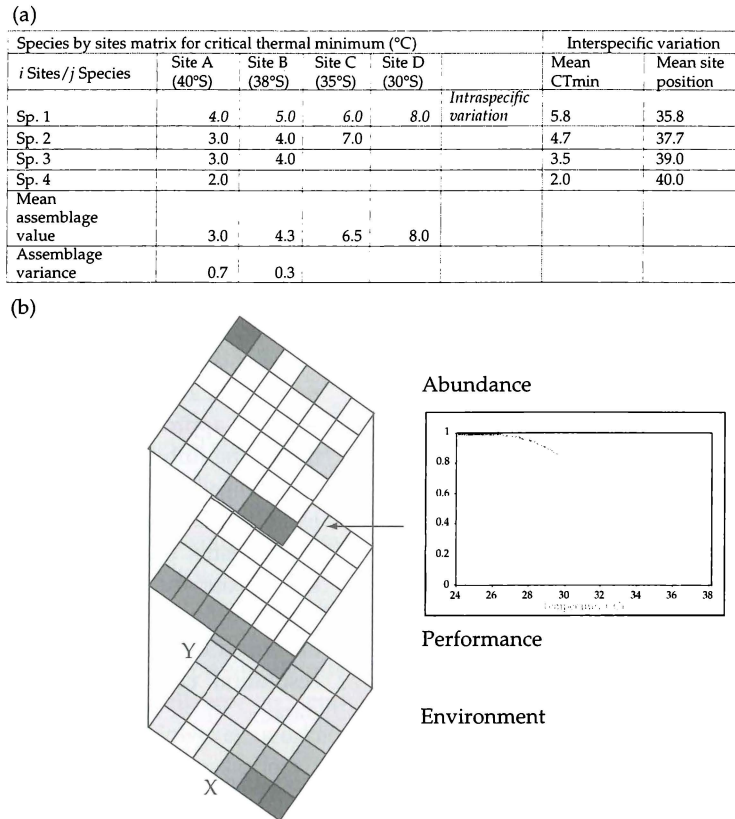 (a)
Species by sites matrix for critical thermal minimum (°C) Interspecific variation
i Sites/j Species Site A (40°S) Site B (38°S) Site C (35°S) Site D (30°S) Mean CTmin Mean site position
Sp. 1 4.0 5.0 6.0 8.0 Intraspecific variation 5.8 35.8
Sp. 2 3.0 4.0 7.0 4.7 37.7
Sp. 3 3.0 4.0 3.5 39.0
Sp. 4 2.0 2.0 40.0
Mean assemblage value 3.0 4.3 6.5 8.0
Assemblage variance 0.7 0.3
(b)
Abundance
1
0.8
0.6
0.4
0.2
0
24 26 28 30 32 34 36 38
Performance
Y
Environment
X